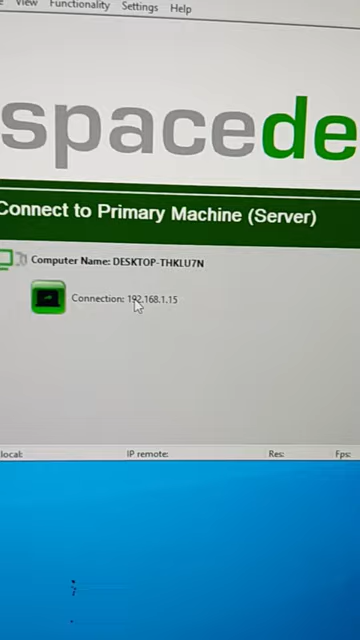 View Functionality Settings Help
spacede
Connect to Primary Machine (Server)
Computer Name: DESKTOP-THKLU7N
Connection: 192.168.1.15
local: IP remote: Res: Fps: